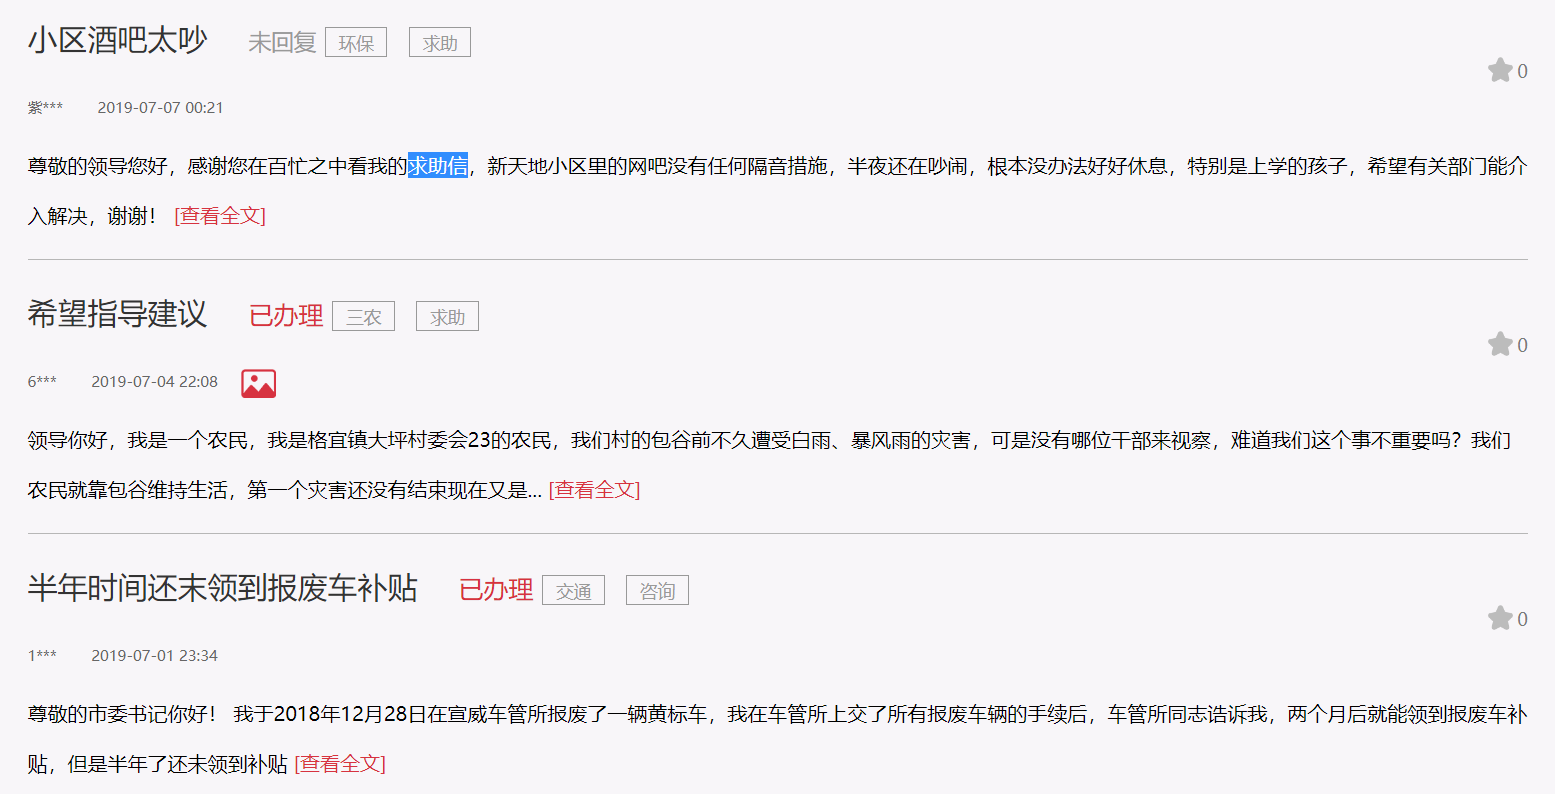 小区酒吧太吵 未回复 环保 求助
0
紫*** 2019-07-07 00:21
尊敬的领导您好，感谢您在百忙之中看我的求助信，新天地小区里的网吧没有任何隔音措施，半夜还在吵闹，根本没办法好好休息，特别是上学的孩子，希望有关部门能介
入解决，谢谢！ [查看全文]
希望指导建议 已办理 三农 求助
0
6*** 2019-07-04 22:08
领导你好，我是一个农民，我是格宜镇大坪村委会23的农民，我们村的包谷前不久遭受白雨、暴风雨的灾害，可是没有哪位干部来视察，难道我们这个事不重要吗？我们
农民就靠包谷维持生活，第一个灾害还没有结束现在又是... [查看全文]
半年时间还末领到报废车补贴 已办理 交通 咨询
0
1*** 2019-07-01 23:34
尊敬的市委书记你好！ 我于2018年12月28日在宣威车管所报废了一辆黄标车，我在车管所上交了所有报废车辆的手续后，车管所同志诰诉我，两个月后就能领到报废车补
贴，但是半年了还未领到补贴 [查看全文]